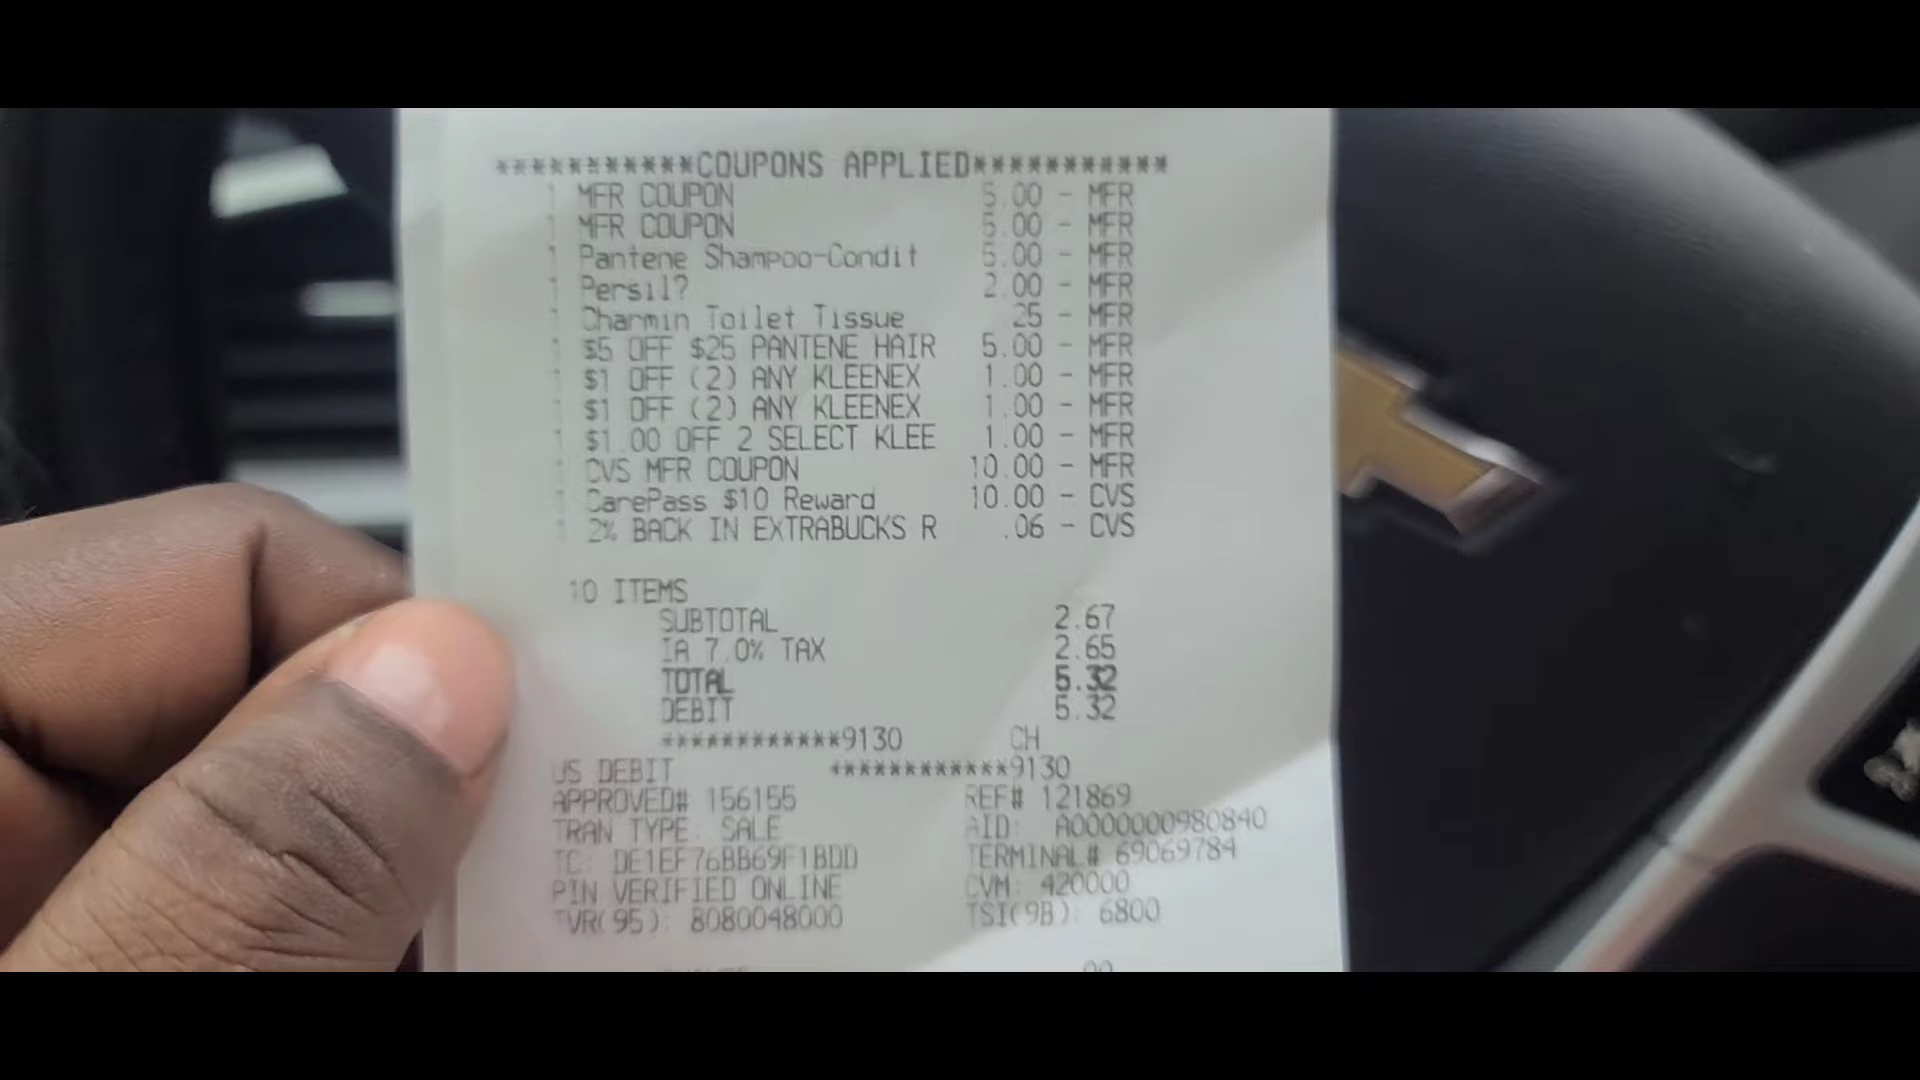 ***********COUPONS APPLIED***********
1 MFR COUPON 5.00 - MFR
1 MFR COUPON 5.00 - MFR
1 Pantene Shampoo-Condit 5.00 - MFR
1 Persil? 2.00 - MFR
1 Charmin Toilet Tissue .25 - MFR
1 $5 OFF $25 PANTENE HAIR 5.00 - MFR
1 $1 OFF (2) ANY KLEENEX 1.00 - MFR
1 $1 OFF (2) ANY KLEENEX 1.00 - MFR
1 $1.00 OFF 2 SELECT KLEE 1.00 - MFR
1 CVS MFR COUPON 10.00 - MFR
1 CarePass $10 Reward 10.00 - CVS
1 2% BACK IN EXTRABUCKS R .06 - CVS
10 ITEMS
SUBTOTAL 2.67
IA 7.0% TAX 2.65
TOTAL 5.32
DEBIT 5.32
************9130 CH
US DEBIT ************9130
APPROVED# 156155 REF# 121869
TRAN TYPE: SALE AID: A0000000980840
TC: DE1EF76BB69F1BDD TERMINAL# 69069784
PIN VERIFIED ONLINE CVM: 420000
TVR(95): 8080048000 TSI(9B): 6800